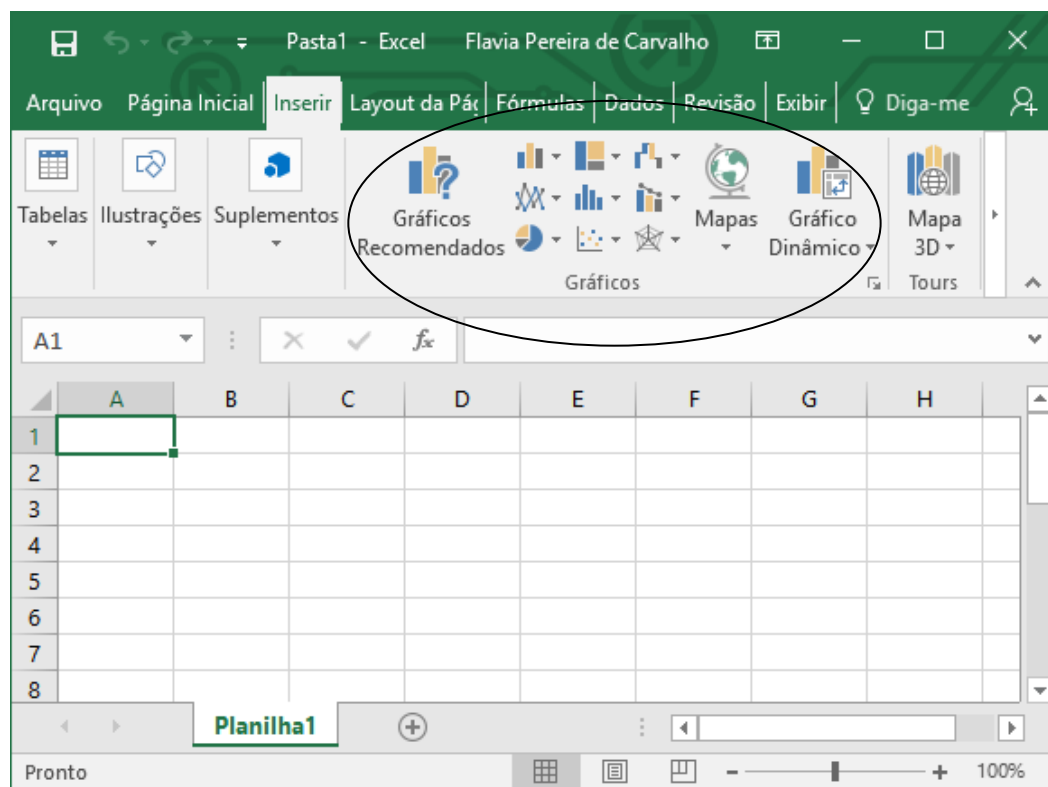 Pasta1 - Excel Flavia Pereira de Carvalho
Arquivo Página Inicial Inserir Layout da Pág Fórmulas Dados Revisão Exibir Diga-me
Tabelas Ilustrações Suplementos Gráficos Recomendados Mapas Gráfico Dinâmico Mapa 3D
Gráficos Tours
A1 fx
A B C D E F G H
1
2
3
4
5
6
7
8
Planilha1
Pronto 100%